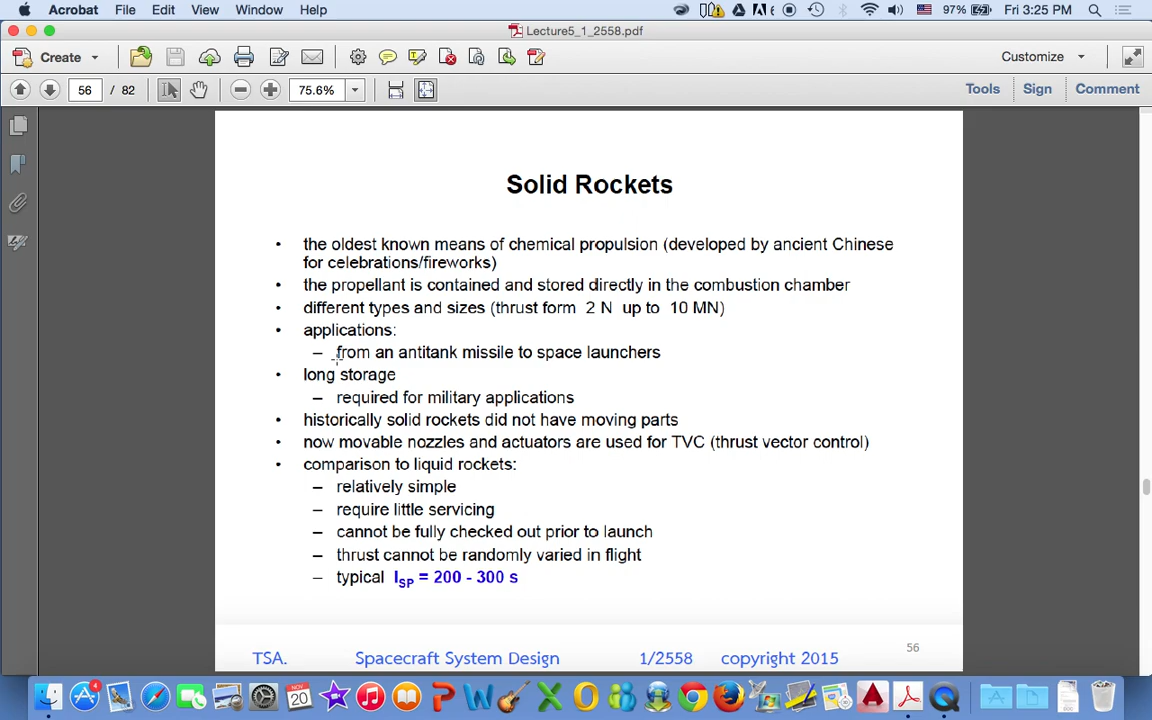 Acrobat File Edit View Window Help 6 97% Fri 3:25 PM
Lecture5_1_2558.pdf
Create Customize
56 / 82 75.6% Tools Sign Comment
Solid Rockets
• the oldest known means of chemical propulsion (developed by ancient Chinese
for celebrations/fireworks)
• the propellant is contained and stored directly in the combustion chamber
• different types and sizes (thrust form 2 N up to 10 MN)
• applications:
– from an antitank missile to space launchers
• long storage
– required for military applications
• historically solid rockets did not have moving parts
• now movable nozzles and actuators are used for TVC (thrust vector control)
• comparison to liquid rockets:
– relatively simple
– require little servicing
– cannot be fully checked out prior to launch
– thrust cannot be randomly varied in flight
– typical ISP = 200 - 300 s
56
TSA. Spacecraft System Design 1/2558 copyright 2015
4 NOV 20